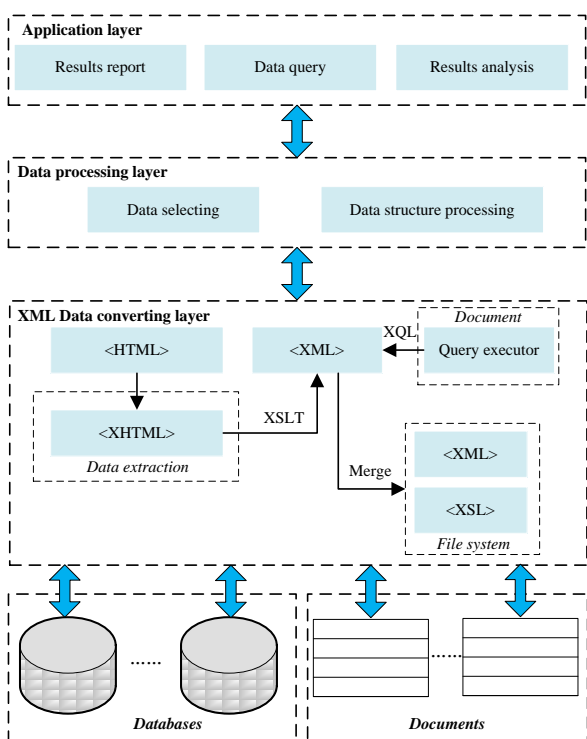 Application layer
Results report
Data query
Results analysis
Data processing layer
Data selecting
Data structure processing
XML Data converting layer
Document
<HTML>
<XML>
XQL
Query executor
<XHTML>
XSLT
Data extraction
Merge
<XML>
<XSL>
File system
......
......
Databases
Documents